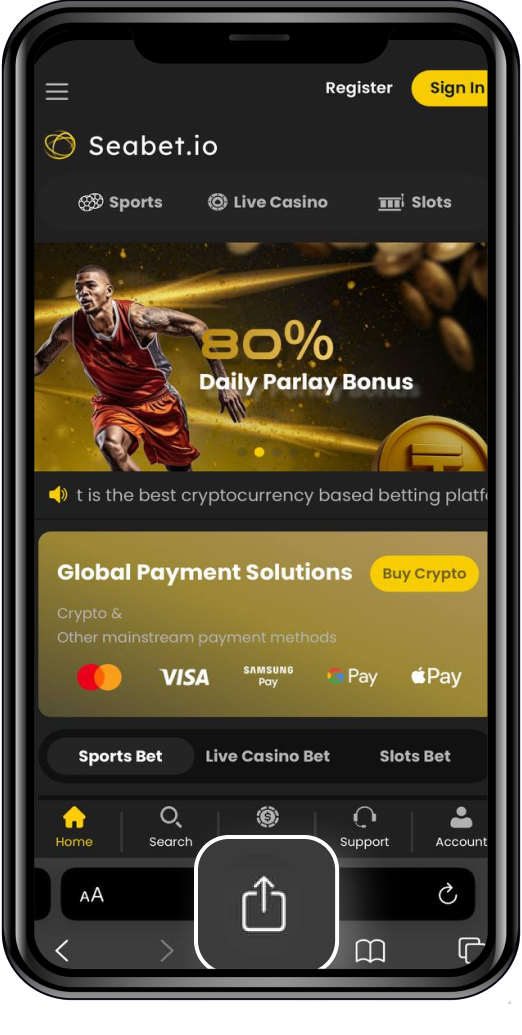 Register
Sign In
Seabet.io
Sports
Live Casino
Slots
80%
Daily Parlay Bonus
t is the best cryptocurrency based betting platf
Global Payment Solutions
Buy Crypto
Crypto &
Other mainstream payment methods
VISA
SAMSUNG
Pay
G Pay
Pay
Sports Bet
Live Casino Bet
Slots Bet
Home
Search
Support
Account
AA